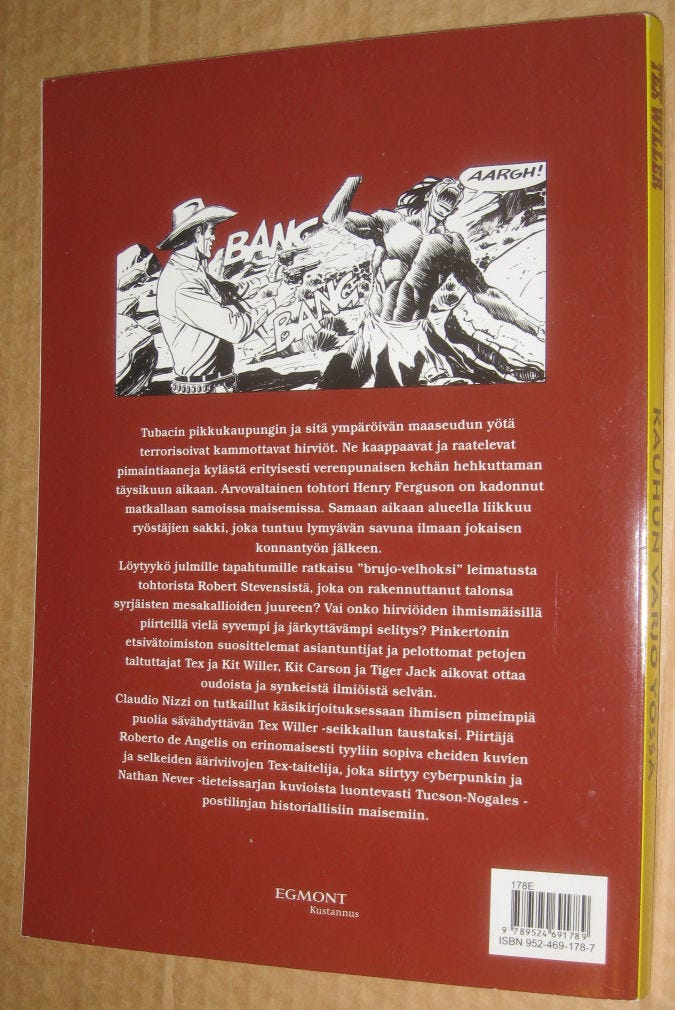 AARGH!
BANG
BANG
Tubacin pikkukaupungin ja sitä ympäröivän maaseudun yötä
terrorisoivat kammottavat hirviöt. Ne kaappaavat ja raatelevat
pimaintiaaneja kylästä erityisesti verenpunaisen kehän hehkuttaman
täysikuun aikaan. Arvovaltainen tohtori Henry Ferguson on kadonnut
matkallaan samoissa maisemissa. Samaan aikaan alueella liikkuu
ryöstäjien sakki, joka tuntuu lymyävän savuna ilmaan jokaisen
konnantyön jälkeen.
Löytyykö julmille tapahtumille ratkaisu "brujo-velhoksi" leimatusta
tohtorista Robert Stevensistä, joka on rakennuttanut talonsa
syrjäisten mesakallioiden juureen? Vai onko hirviöiden ihmismäisillä
piirteillä vielä syvempi ja järkyttävämpi selitys? Pinkertonin
etsivätoimiston suosittelemat asiantuntijat ja pelottomat petojen
taltuttajat Tex ja Kit Willer, Kit Carson ja Tiger Jack aikovat ottaa
oudoista ja synkeistä ilmiöistä selvän.
Claudio Nizzi on tutkaillut käsikirjoituksessaan ihmisen pimeimpiä
puolia sävähdyttävän Tex Willer -seikkailun taustaksi. Piirtäjä
Roberto de Angelis on erinomaisesti tyyliin sopiva eheiden kuvien
ja selkeiden ääriviivojen Tex-taitelija, joka siirtyy cyberpunkin ja
Nathan Never -tieteissarjan kuvioista luontevasti Tucson-Nogales -
postilinjan historiallisiin maisemiin.
EGMONT
Kustannus
178E
9 789524 691789
ISBN 952-469-178-7
TEX WILLER
KAUHUN VARJO YÖSSÄ